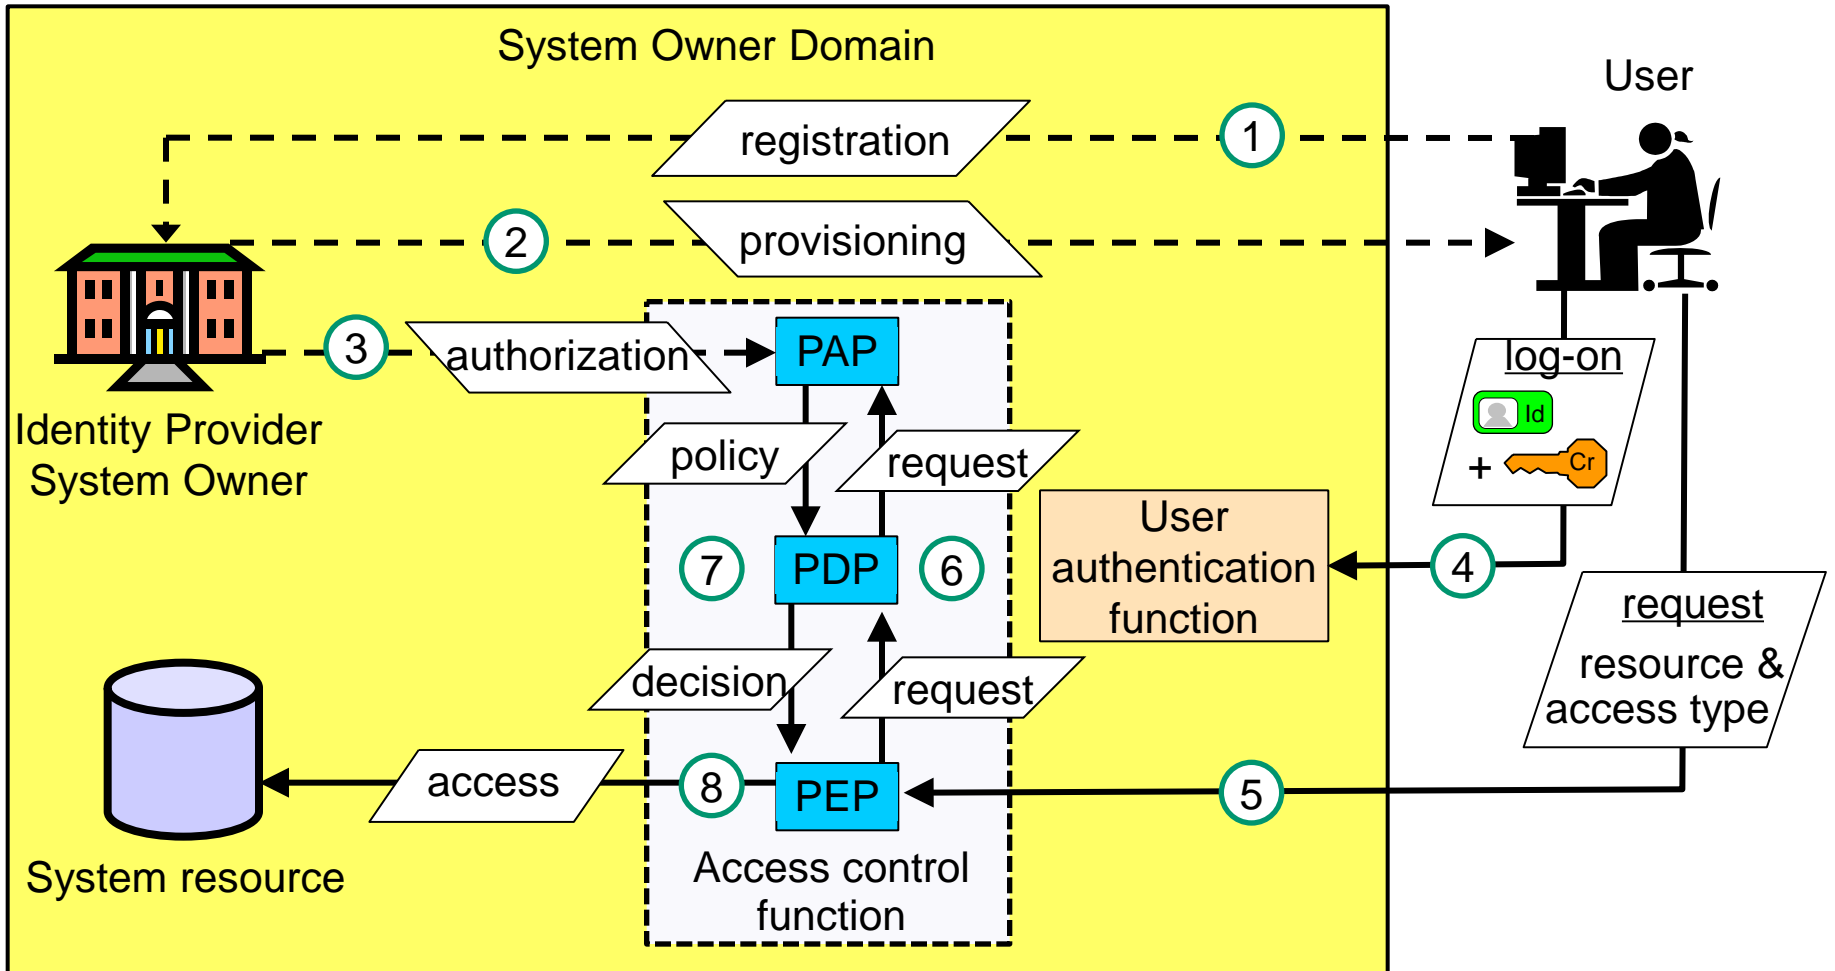 System Owner Domain
User
registration
1
2
provisioning
3
authorization
PAP
log-on
Id
+
Cr
Identity Provider
System Owner
policy
request
User
authentication
function
4
7
PDP
6
request
resource &
access type
decision
request
access
8
PEP
5
System resource
Access control
function